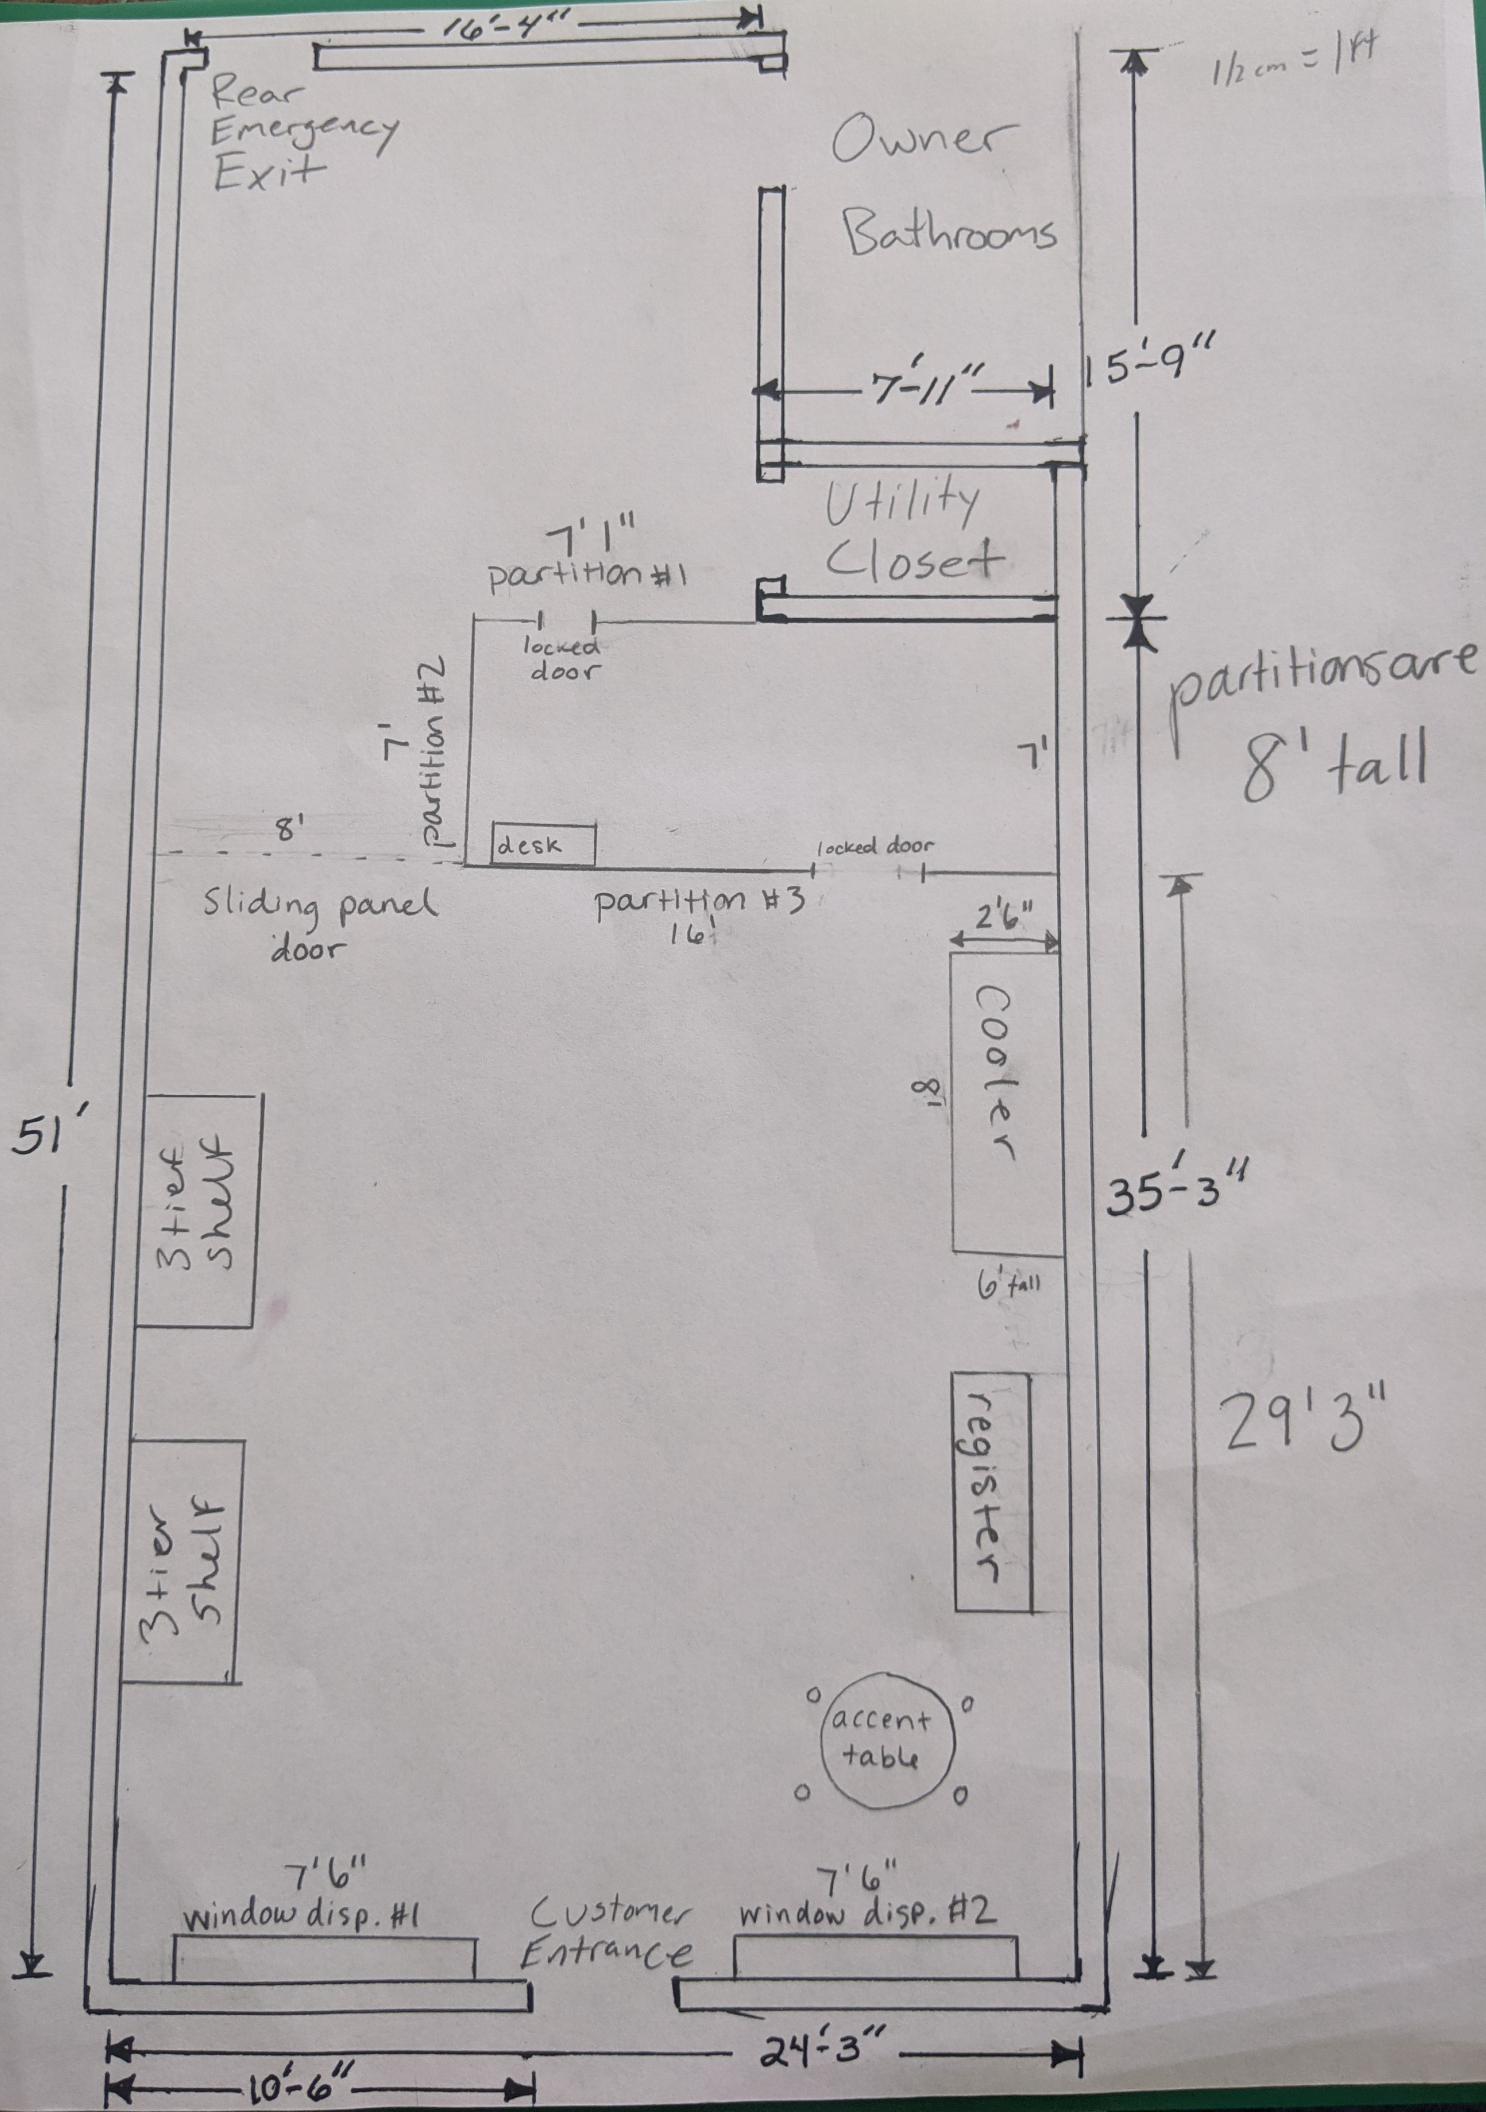 16'-4"
1/2 cm = 1 ft
Rear
Emergency
Exit
Owner
Bathrooms
7'-11"
15'-9"
Utility
Closet
7'1"
partition #1
locked
door
7'
partition #2
7'
partitions are
8' tall
8'
desk
locked door
Sliding panel
door
partition #3
16'
2'6"
Cooler
8'
6' tall
51'
35'-3"
3 tier
shelf
29'3"
register
3 tier
shelf
accent
table
7'6"
window disp. #1
Customer
Entrance
7'6"
window disp. #2
24'-3"
10'-6"